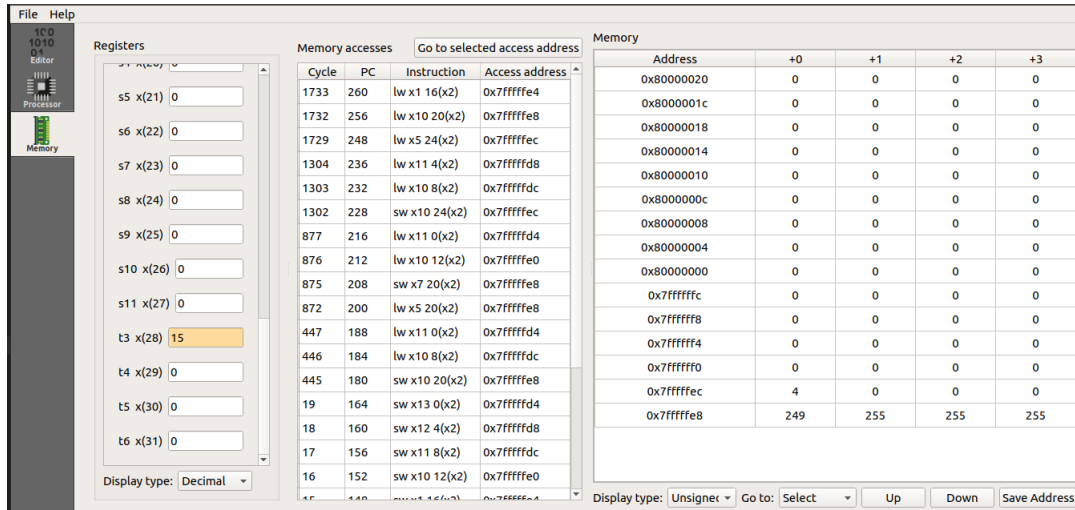 File Help
Editor
Processor
Memory
Registers
s5 x(21) 0
s6 x(22) 0
s7 x(23) 0
s8 x(24) 0
s9 x(25) 0
s10 x(26) 0
s11 x(27) 0
t3 x(28) 15
t4 x(29) 0
t5 x(30) 0
t6 x(31) 0
Display type: Decimal
Memory accesses Go to selected access address
Cycle PC Instruction Access address
1733 260 lw x1 16(x2) 0x7fffffe4
1732 256 lw x10 20(x2) 0x7fffffe8
1729 248 lw x5 24(x2) 0x7fffffec
1304 236 lw x11 4(x2) 0x7fffffd8
1303 232 lw x10 8(x2) 0x7fffffdc
1302 228 sw x10 24(x2) 0x7fffffec
877 216 lw x11 0(x2) 0x7fffffd4
876 212 lw x10 12(x2) 0x7fffffe0
875 208 sw x7 20(x2) 0x7fffffe8
872 200 lw x5 20(x2) 0x7fffffe8
447 188 lw x11 0(x2) 0x7fffffd4
446 184 lw x10 8(x2) 0x7fffffdc
445 180 sw x10 20(x2) 0x7fffffe8
19 164 sw x13 0(x2) 0x7fffffd4
18 160 sw x12 4(x2) 0x7fffffd8
17 156 sw x11 8(x2) 0x7fffffdc
16 152 sw x10 12(x2) 0x7fffffe0
Memory
Address +0 +1 +2 +3
0x80000020 0 0 0 0
0x8000001c 0 0 0 0
0x80000018 0 0 0 0
0x80000014 0 0 0 0
0x80000010 0 0 0 0
0x8000000c 0 0 0 0
0x80000008 0 0 0 0
0x80000004 0 0 0 0
0x80000000 0 0 0 0
0x7ffffffc 0 0 0 0
0x7ffffff8 0 0 0 0
0x7ffffff4 0 0 0 0
0x7ffffff0 0 0 0 0
0x7fffffec 4 0 0 0
0x7fffffe8 249 255 255 255
Display type: Go to: Select Up Down Save Address